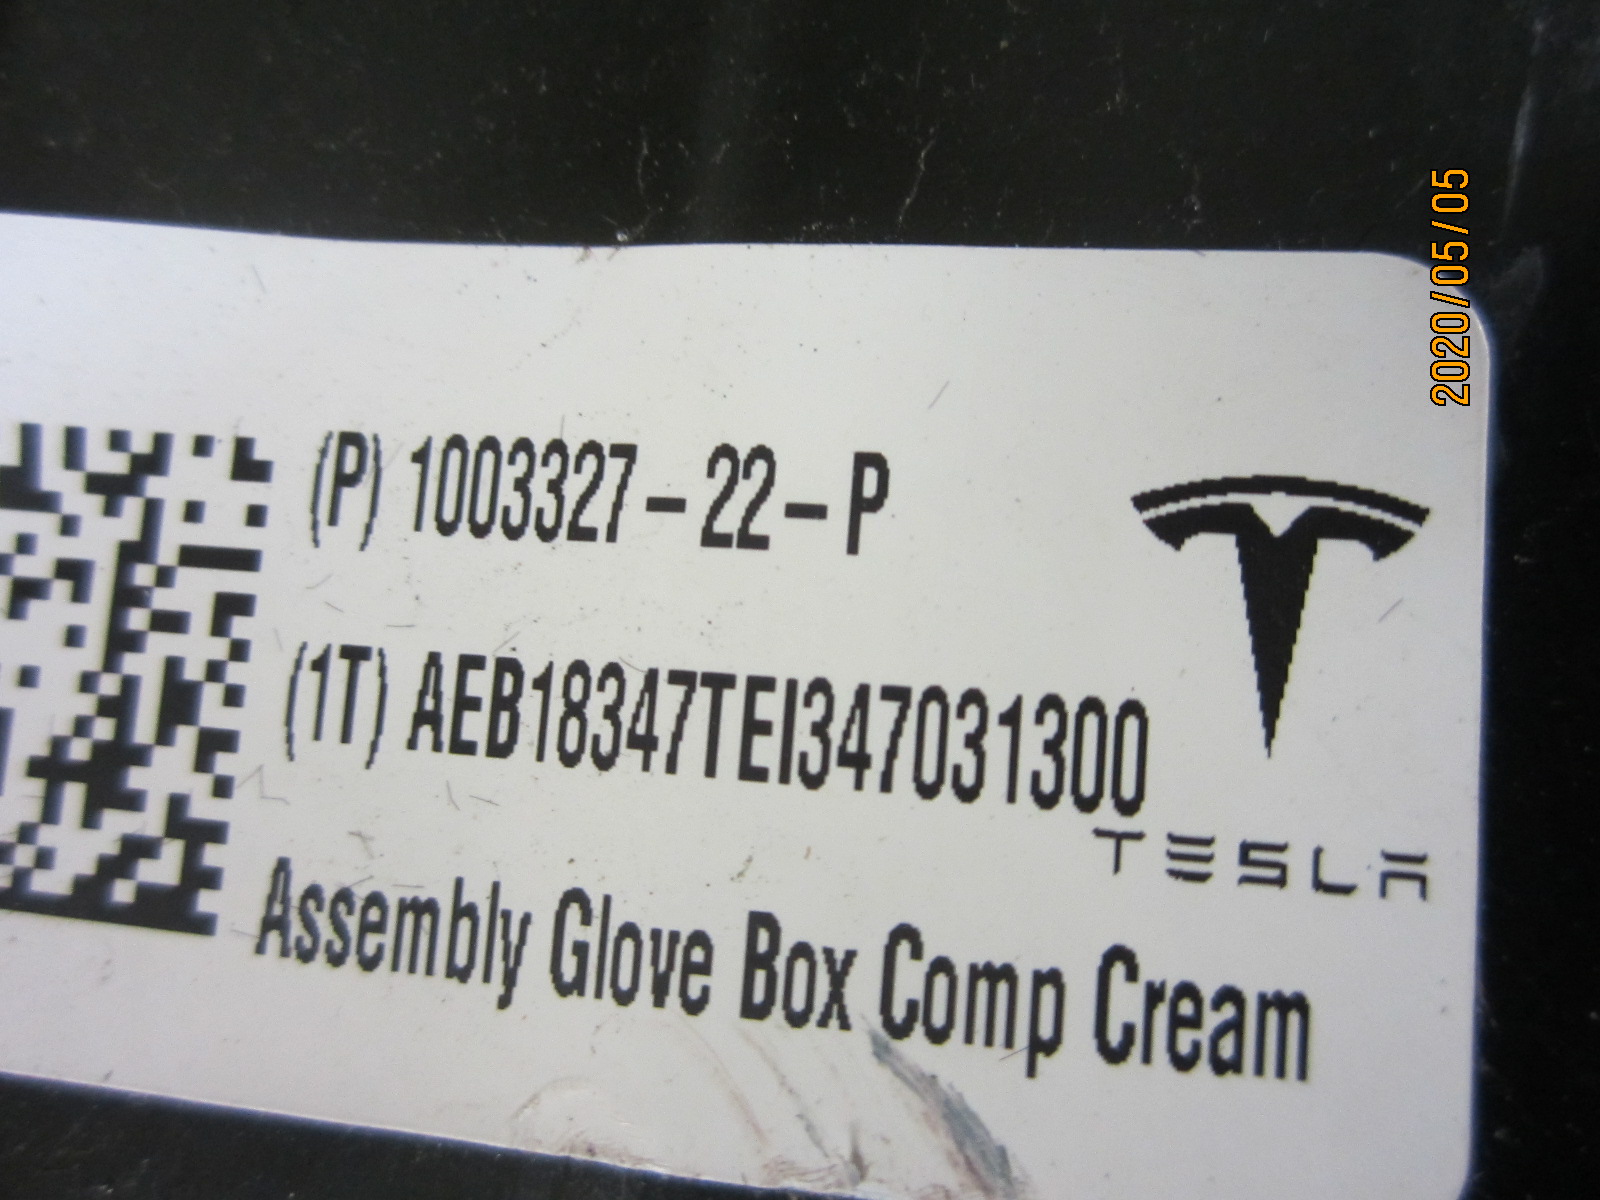 (P) 1003327-22-P
(1T) AEB18347TEI347031300
TESLA
Assembly Glove Box Comp Cream
2020/05/05